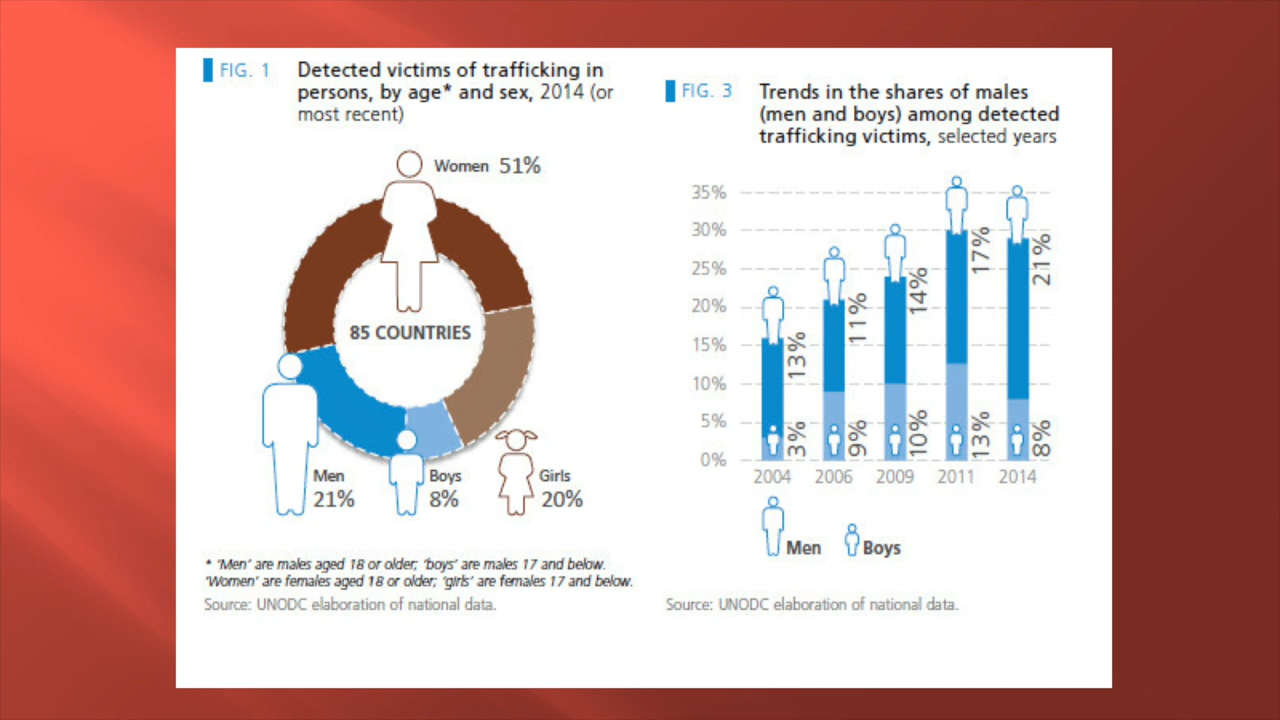 FIG. 1
Detected victims of trafficking in
persons, by age* and sex, 2014 (or
most recent)
Women 51%
85 COUNTRIES
Men
21%
Boys
8%
Girls
20%
* 'Men' are males aged 18 or older; 'boys' are males 17 and below.
'Women' are females aged 18 or older; 'girls' are females 17 and below.
Source: UNODC elaboration of national data.
FIG. 3
Trends in the shares of males
(men and boys) among detected
trafficking victims, selected years
35%
30%
25%
20%
15%
10%
5%
0%
13%
3%
11%
9%
14%
10%
17%
13%
21%
8%
2004 2006 2009 2011 2014
Men Boys
Source: UNODC elaboration of national data.